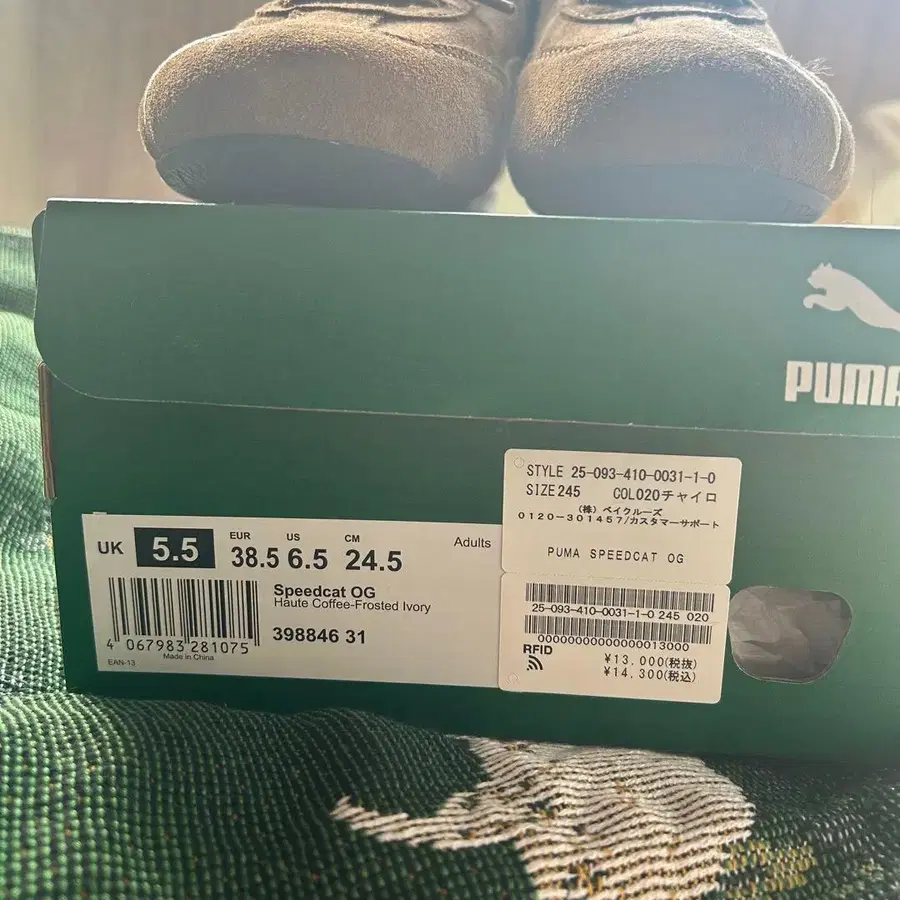 PUMA
STYLE 25-093-410-0031-1-0
SIZE 245 COL020チャイロ
(株) ベイクルーズ
0120-301457/カスタマーサポート
PUMA SPEEDCAT OG
25-093-410-0031-1-0 245 020
00000000000000013000
RFID
¥13,000(税抜)
¥14,300(税込)
UK 5.5 EUR 38.5 US 6.5 CM 24.5 Adults
Speedcat OG
Haute Coffee-Frosted Ivory
398846 31
4 067983 281075
Made in China
EAN-13